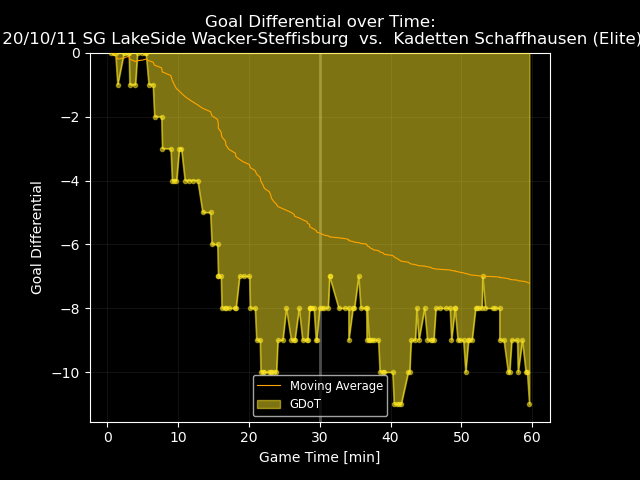 Goal Differential over Time:
20/10/11 SG LakeSide Wacker-Steffisburg  vs.  Kadetten Schaffhausen (Elite)
0
−2
−4
−6
−8
−10
Goal Differential
Moving Average
GDoT
0 10 20 30 40 50 60
Game Time [min]